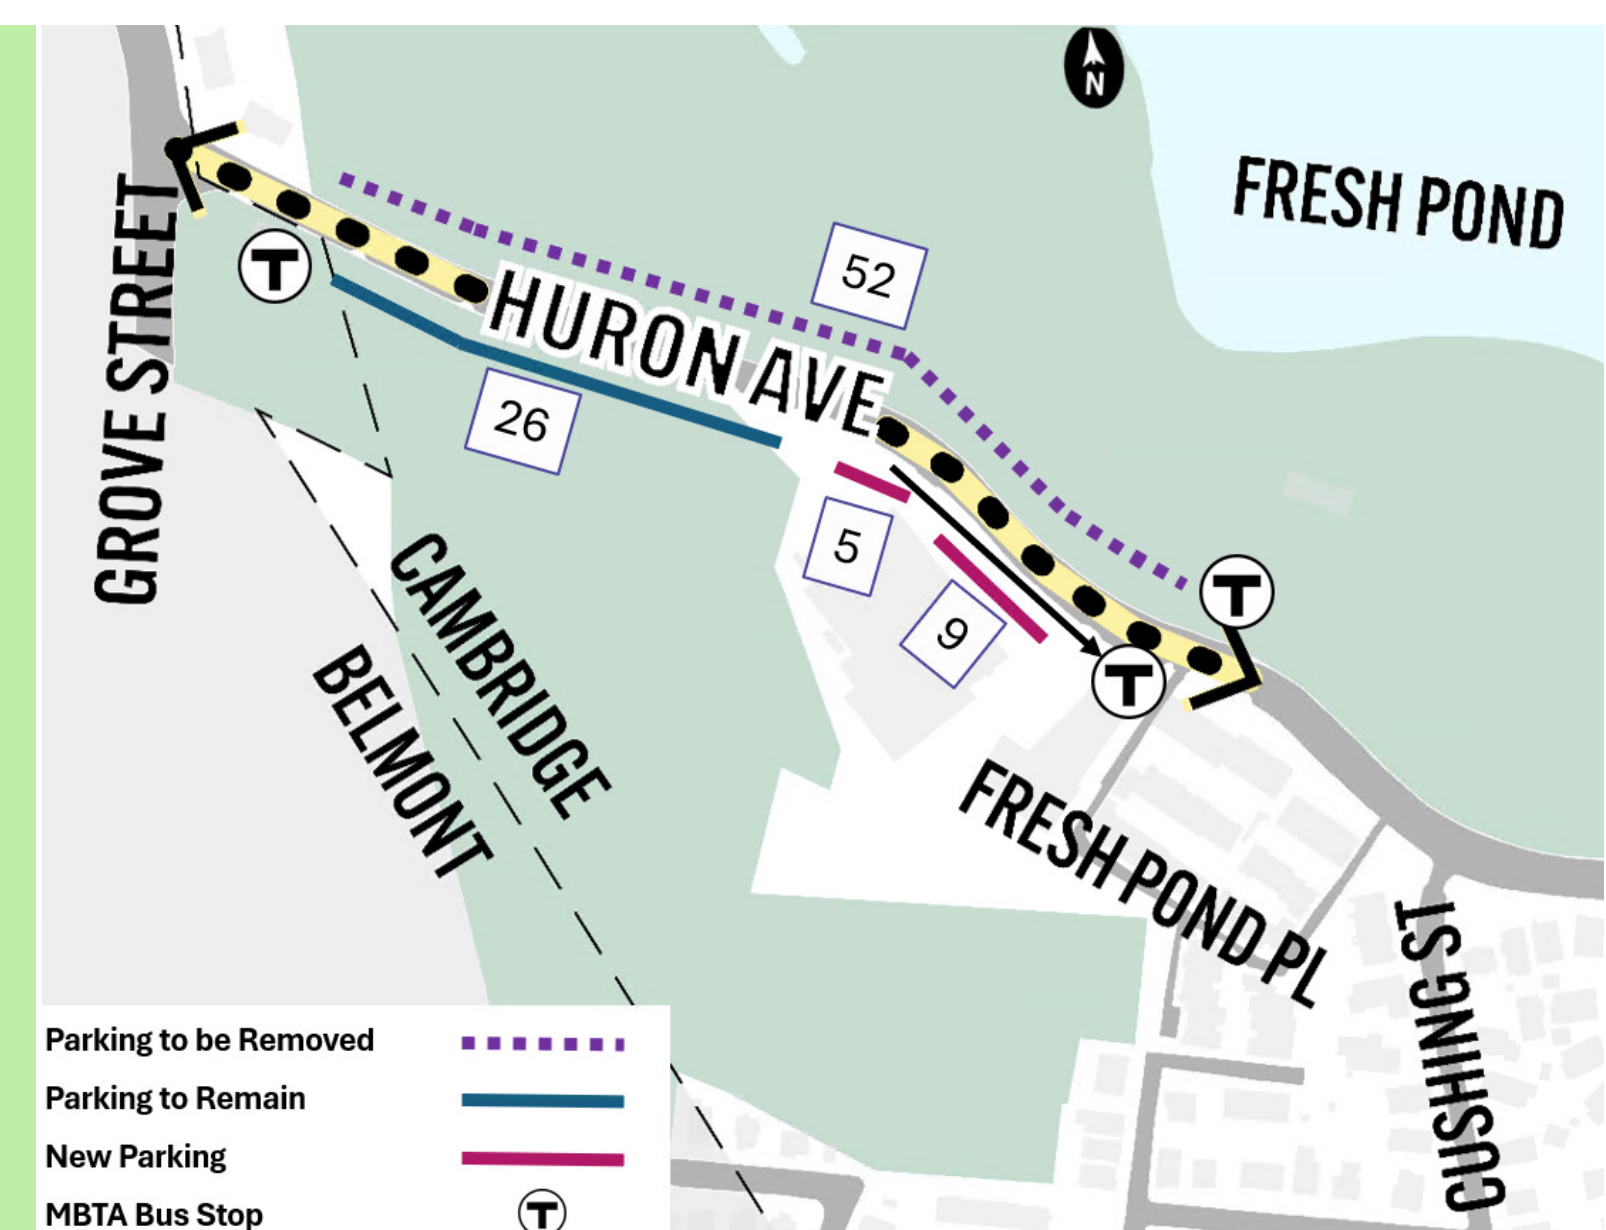 N
FRESH POND
GROVE STREET
T
52
HURON AVE
26
5
9
T
T
CAMBRIDGE
BELMONT
FRESH POND PL
CUSHING ST
Parking to be Removed
Parking to Remain
New Parking
MBTA Bus Stop
T